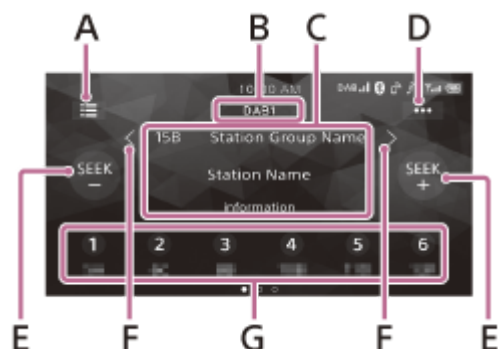 A B C D
10:00 AM DAB
DAB1
15B Station Group Name
SEEK − Station Name SEEK +
information
1 2 3 4 5 6
E F G F E